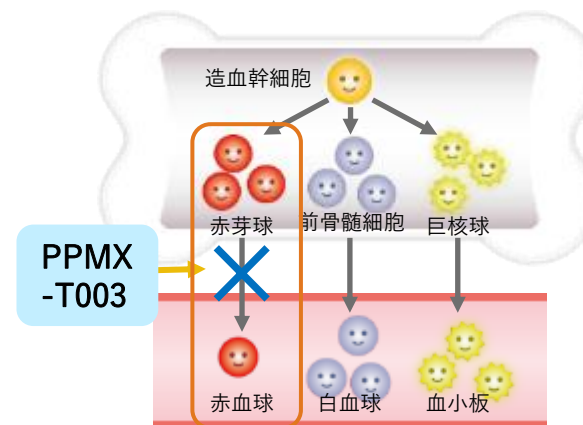 造血幹細胞
赤芽球
前骨髄細胞
巨核球
PPMX
-T003
赤血球
白血球
血小板